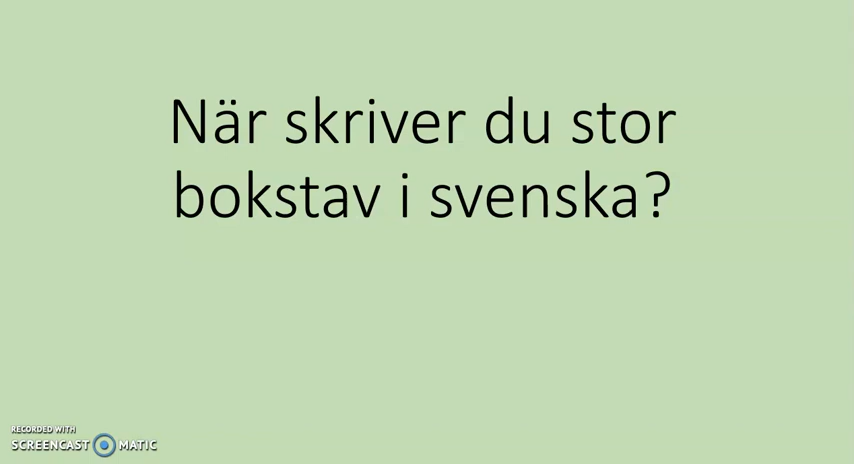 När skriver du stor
bokstav i svenska?
RECORDED WITH
SCREENCAST MATIC